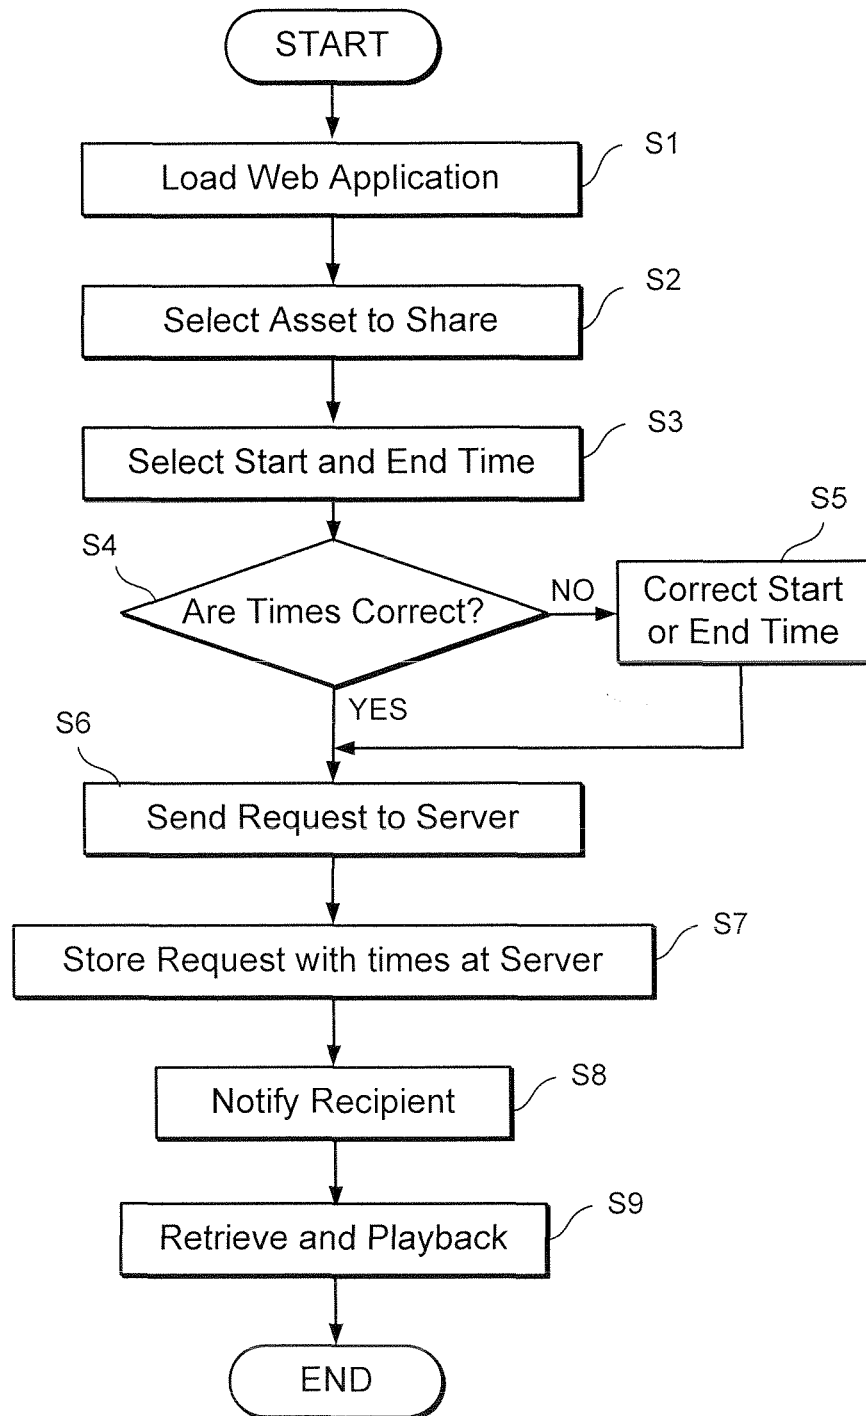 START
S1
Load Web Application
S2
Select Asset to Share
S3
Select Start and End Time
S4
Are Times Correct?
NO
S5
Correct Start
or End Time
YES
S6
Send Request to Server
S7
Store Request with times at Server
S8
Notify Recipient
S9
Retrieve and Playback
END